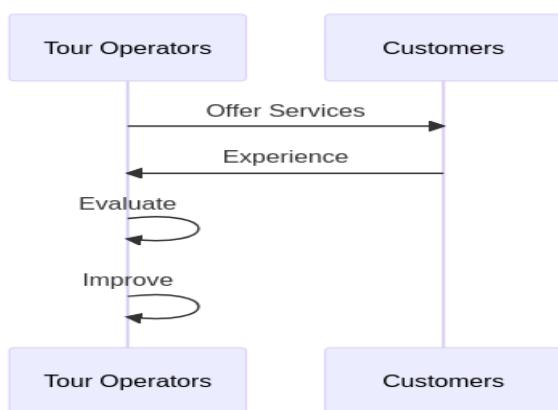 Tour Operators
Customers
Offer Services
Experience
Evaluate
Improve
Tour Operators
Customers